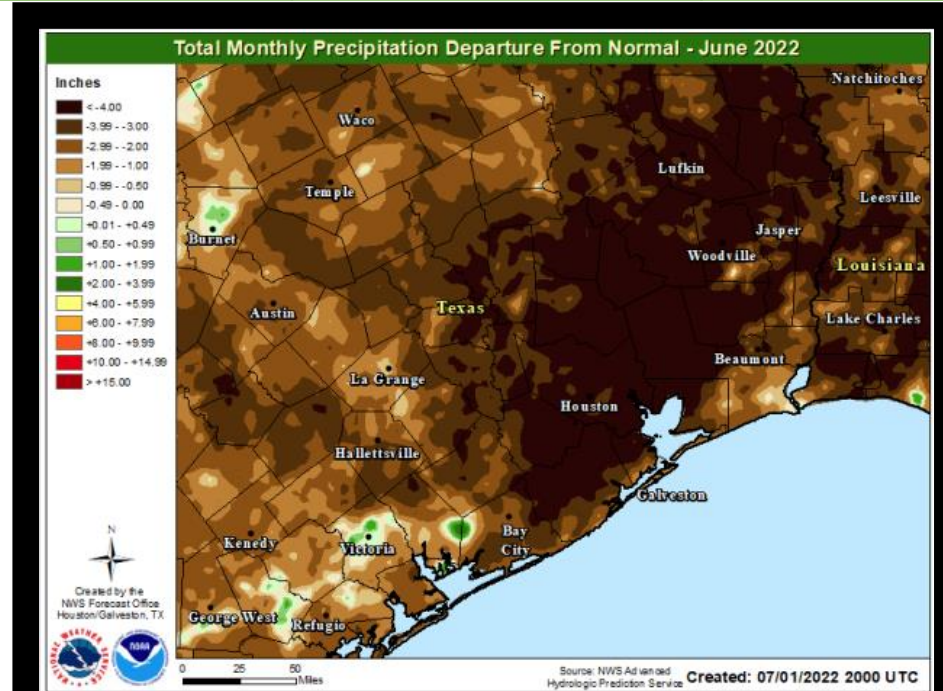 Total Monthly Precipitation Departure From Normal - June 2022
Inches
< -4.00
-3.99 - -3.00
-2.99 - -2.00
-1.99 - -1.00
-0.99 - -0.50
-0.49 - 0.00
+0.01 - +0.49
+0.50 - +0.99
+1.00 - +1.99
+2.00 - +3.99
+4.00 - +5.99
+6.00 - +7.99
+8.00 - +9.99
+10.00 - +14.99
> +15.00
Natchitoches
Waco
Lufkin
Temple
Leesville
Burnet
Jasper
Woodville
Louisiana
Texas
Austin
Lake Charles
Beaumont
La Grange
Houston
Hallettsville
Galveston
Bay
City
Kenedy
Victoria
George West
Refugio
N
Created by the
NWS Forecast Office
Houston/Galveston, TX
NATIONAL WEATHER
SERVICE
NOAA
0 25 50
Miles
Source: NWS Advanced
Hydrologic Prediction Service
Created: 07/01/2022 2000 UTC